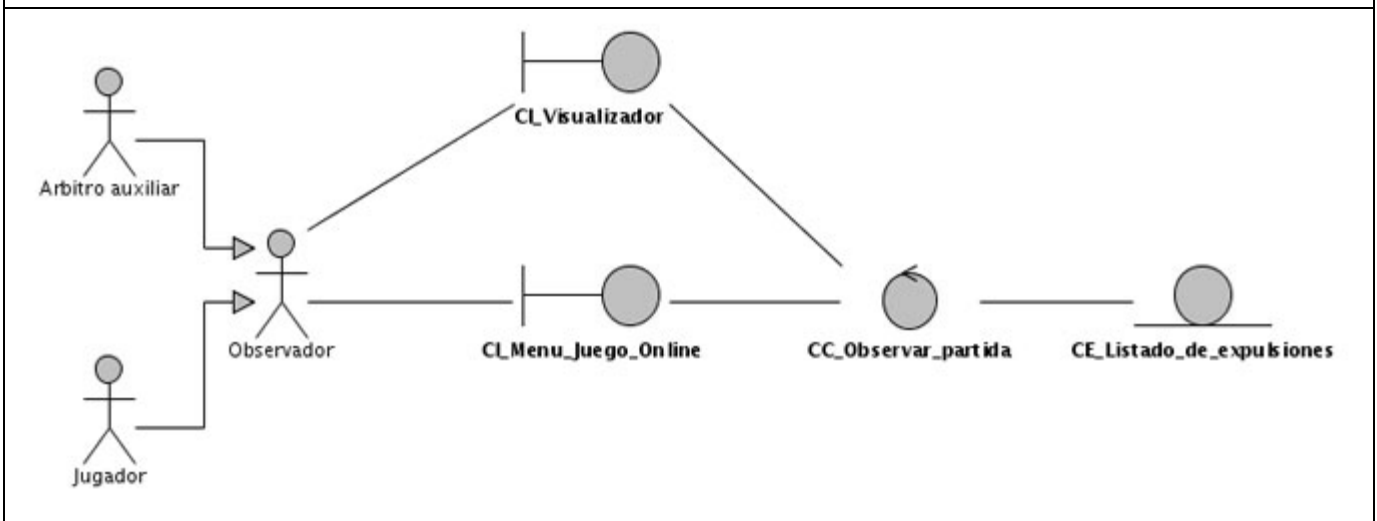 CI_Visualizador
Arbitro auxiliar
Observador
CI_Menu_Juego_Online
CC_Observar_partida
CE_Listado_de_expulsiones
Jugador